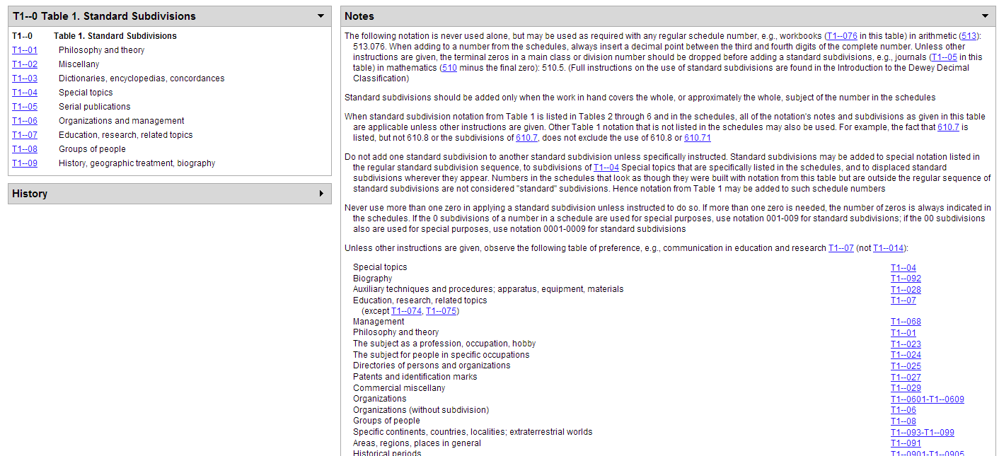 T1--0 Table 1. Standard Subdivisions
T1--0 Table 1. Standard Subdivisions
T1--01 Philosophy and theory
T1--02 Miscellany
T1--03 Dictionaries, encyclopedias, concordances
T1--04 Special topics
T1--05 Serial publications
T1--06 Organizations and management
T1--07 Education, research, related topics
T1--08 Groups of people
T1--09 History, geographic treatment, biography
History
Notes
The following notation is never used alone, but may be used as required with any regular schedule number, e.g., workbooks (T1--076 in this table) in arithmetic (513):
513.076. When adding to a number from the schedules, always insert a decimal point between the third and fourth digits of the complete number. Unless other
instructions are given, the terminal zeros in a main class or division number should be dropped before adding a standard subdivisions, e.g., journals (T1--05 in this
table) in mathematics (510 minus the final zero): 510.5. (Full instructions on the use of standard subdivisions are found in the Introduction to the Dewey Decimal
Classification)
Standard subdivisions should be added only when the work in hand covers the whole, or approximately the whole, subject of the number in the schedules
When standard subdivision notation from Table 1 is listed in Tables 2 through 6 and in the schedules, all of the notation's notes and subdivisions as given in this table
are applicable unless other instructions are given. Other Table 1 notation that is not listed in the schedules may also be used. For example, the fact that 610.7 is
listed, but not 610.8 or the subdivisions of 610.7, does not exclude the use of 610.8 or 610.71
Do not add one standard subdivision to another standard subdivision unless specifically instructed. Standard subdivisions may be added to special notation listed in
the regular standard subdivision sequence, to subdivisions of T1--04 Special topics that are specifically listed in the schedules, and to displaced standard
subdivisions wherever they appear. Numbers in the schedules that look as though they were built with notation from this table but are outside the regular sequence of
standard subdivisions are not considered "standard" subdivisions. Hence notation from Table 1 may be added to such schedule numbers
Never use more than one zero in applying a standard subdivision unless instructed to do so. If more than one zero is needed, the number of zeros is always indicated in
the schedules. If the 0 subdivisions of a number in a schedule are used for special purposes, use notation 001-009 for standard subdivisions; if the 00 subdivisions
also are used for special purposes, use notation 0001-0009 for standard subdivisions
Unless other instructions are given, observe the following table of preference, e.g., communication in education and research T1--07 (not T1--014):
Special topics T1--04
Biography T1--092
Auxiliary techniques and procedures; apparatus, equipment, materials T1--028
Education, research, related topics T1--07
(except T1--074, T1--075)
Management T1--068
Philosophy and theory T1--01
The subject as a profession, occupation, hobby T1--023
The subject for people in specific occupations T1--024
Directories of persons and organizations T1--025
Patents and identification marks T1--027
Commercial miscellany T1--029
Organizations T1--0601-T1--0609
Organizations (without subdivision) T1--06
Groups of people T1--08
Specific continents, countries, localities; extraterrestrial worlds T1--093-T1--099
Areas, regions, places in general T1--091
Historical periods T1--0901-T1--0905